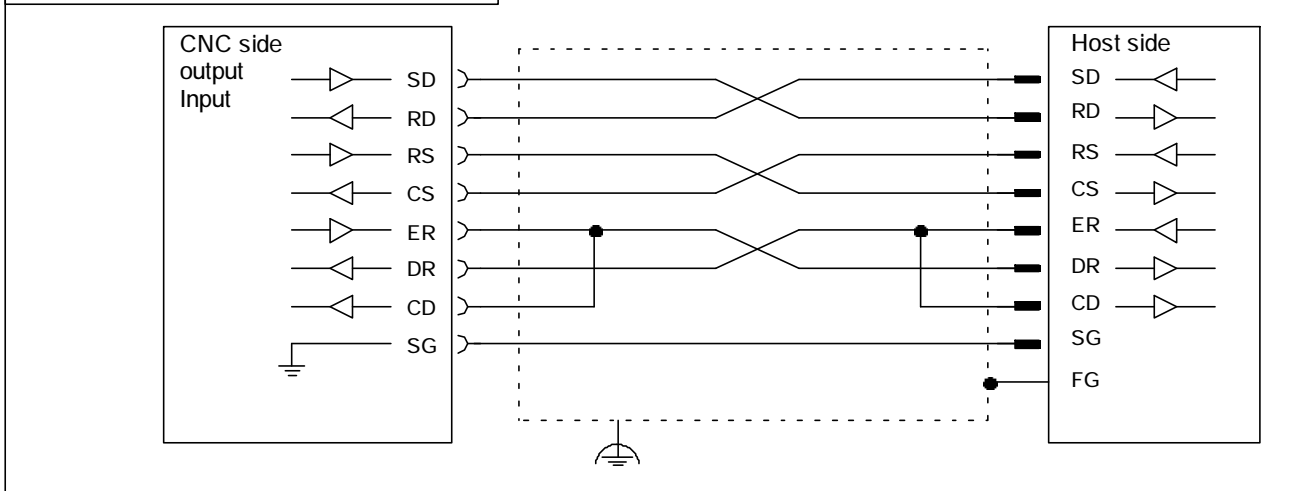 CNC side
output
Input
SD
RD
RS
CS
ER
DR
CD
SG
Host side
SD
RD
RS
CS
ER
DR
CD
SG
FG